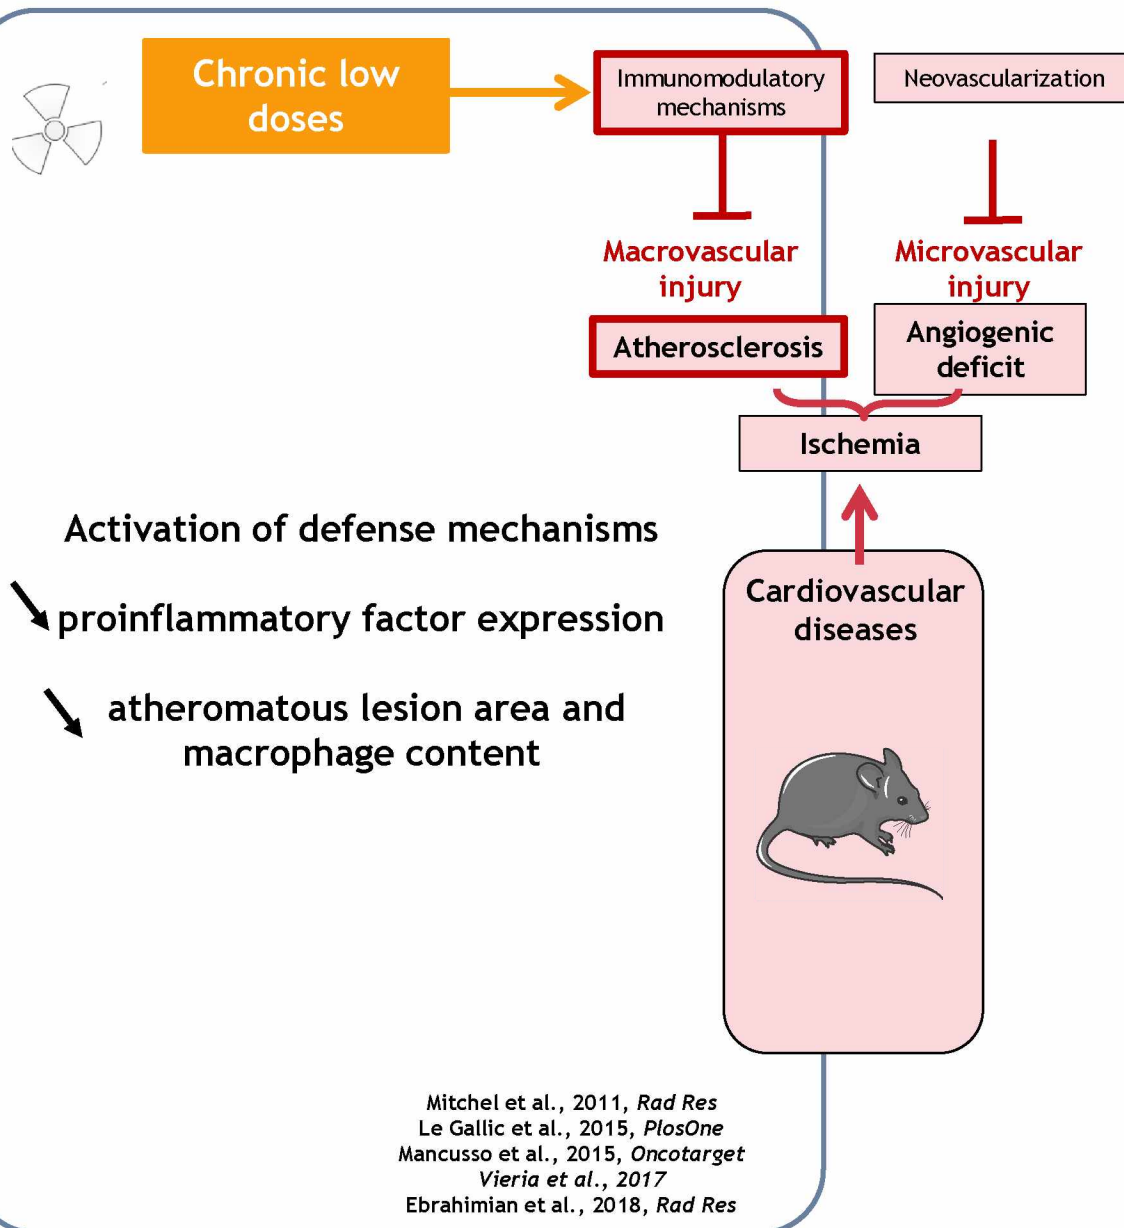 Chronic low
doses
Immunomodulatory
mechanisms
Neovascularization
Macrovascular
injury
Microvascular
injury
Atherosclerosis
Angiogenic
deficit
Ischemia
Activation of defense mechanisms
proinflammatory factor expression
atheromatous lesion area and
macrophage content
Cardiovascular
diseases
Mitchel et al., 2011, Rad Res
Le Gallic et al., 2015, PlosOne
Mancusso et al., 2015, Oncotarget
Vieria et al., 2017
Ebrahimian et al., 2018, Rad Res